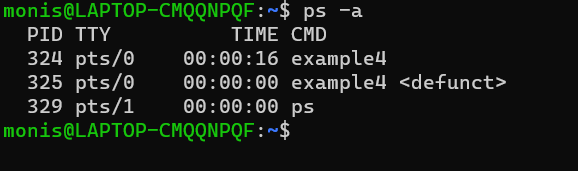 monis@LAPTOP-CMQQNPQF:~$ ps -a
    PID TTY          TIME CMD
    324 pts/0    00:00:16 example4
    325 pts/0    00:00:00 example4 <defunct>
    329 pts/1    00:00:00 ps
monis@LAPTOP-CMQQNPQF:~$